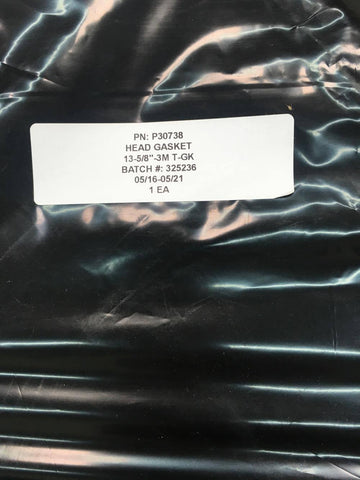 PN: P30738
HEAD GASKET
13-5/8"-3M T-GK
BATCH #: 325236
05/16-05/21
1 EA